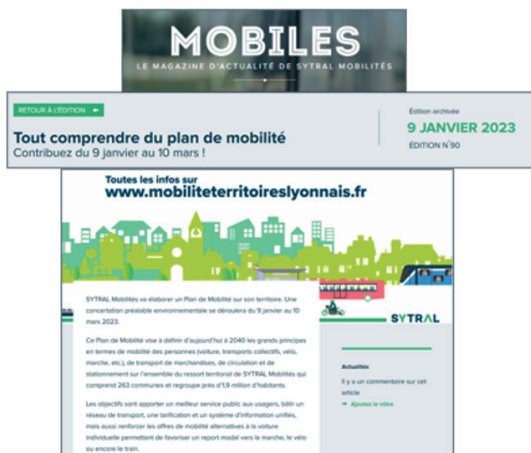 MOBILES
LE MAGAZINE D'ACTUALITÉ DE SYTRAL MOBILITÉS
RETOUR À L'ÉDITION
Tout comprendre du plan de mobilité
Contribuez du 9 janvier au 10 mars !
Édition archivée
9 JANVIER 2023
ÉDITION N°90
Toutes les infos sur
www.mobiliteterritoireslyonnais.fr
SYTRAL
SYTRAL Mobilités va élaborer un Plan de Mobilité sur son territoire. Une
concertation préalable environnementale se déroulera du 9 janvier au 10
mars 2023.
Ce Plan de Mobilité vise à définir d'aujourd'hui à 2040 les grands principes
en termes de mobilité des personnes (voiture, transports collectifs, vélo,
marche, etc.), de transport de marchandises, de circulation et de
stationnement sur l'ensemble du ressort territorial de SYTRAL Mobilités qui
comprend 263 communes et regroupe près d'1,9 million d'habitants.
Les objectifs sont apporter un meilleur service public aux usagers, bâtir un
réseau de transport, une tarification et un système d'information unifiés,
mais aussi renforcer les offres de mobilité alternatives à la voiture
individuelle permettant de favoriser un report modal vers la marche, le vélo
ou encore le train.
Actualités
Il y a un commentaire sur cet
article
Ajoutez le vôtre